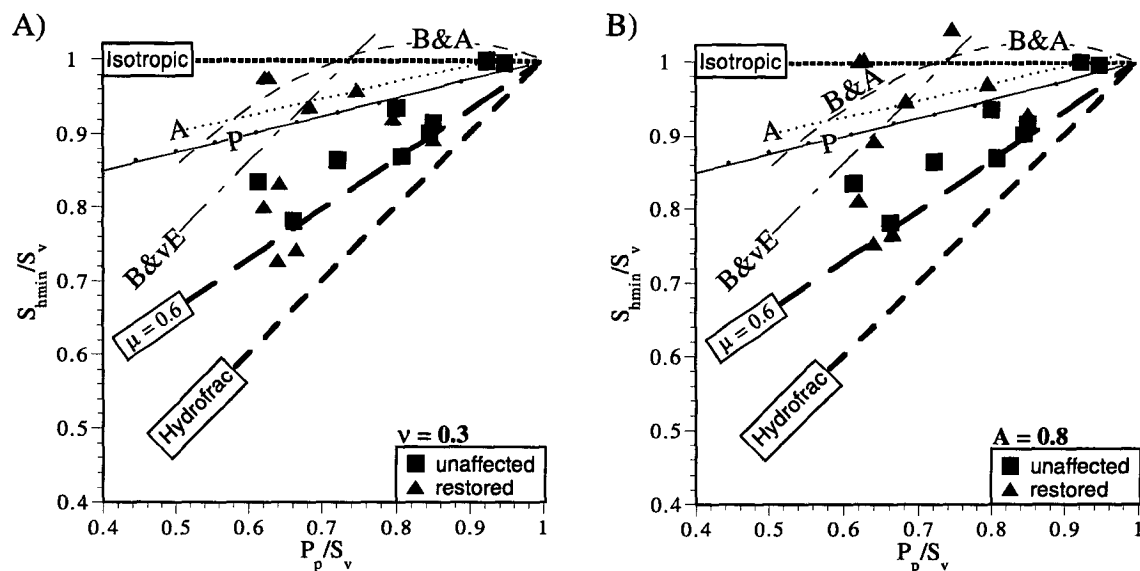 A)
B&A
Isotropic
1
0.9
0.8
0.7
0.6
0.5
0.4
A
P
B&vE
μ = 0.6
Hydrofrac
S_hmin/S_v
ν = 0.3
unaffected
restored
0.4 0.5 0.6 0.7 0.8 0.9 1
P_p/S_v
B)
B&A
Isotropic
B&A
1
0.9
0.8
0.7
0.6
0.5
0.4
A
P
B&vE
μ = 0.6
Hydrofrac
S_hmin/S_v
A = 0.8
unaffected
restored
0.4 0.5 0.6 0.7 0.8 0.9 1
P_p/S_v